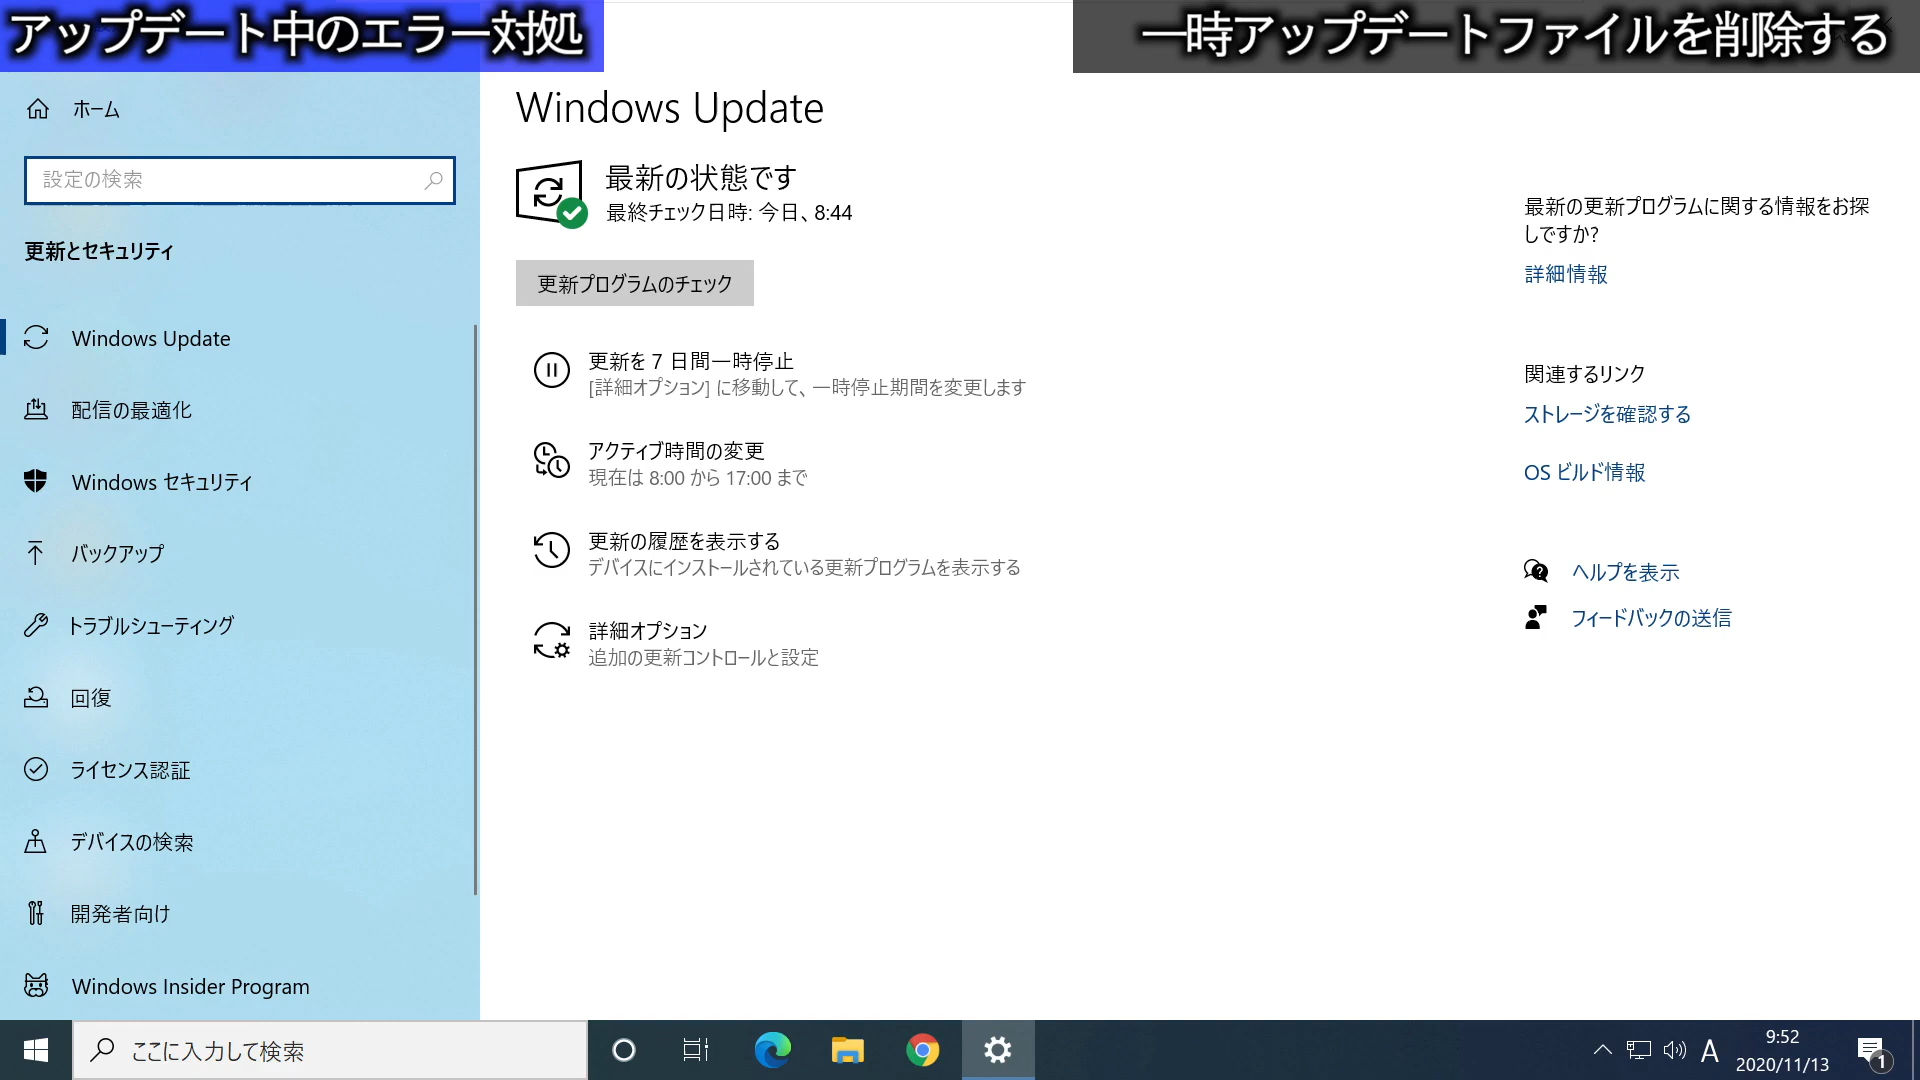 アップデート中のエラー対処
一時アップデートファイルを削除する
ホーム
設定の検索
更新とセキュリティ
Windows Update
配信の最適化
Windows セキュリティ
バックアップ
トラブルシューティング
回復
ライセンス認証
デバイスの検索
開発者向け
Windows Insider Program
Windows Update
最新の状態です
最終チェック日時: 今日、8:44
更新プログラムのチェック
更新を 7 日間一時停止
[詳細オプション] に移動して、一時停止期間を変更します
アクティブ時間の変更
現在は 8:00 から 17:00 まで
更新の履歴を表示する
デバイスにインストールされている更新プログラムを表示する
詳細オプション
追加の更新コントロールと設定
最新の更新プログラムに関する情報をお探
しですか?
詳細情報
関連するリンク
ストレージを確認する
OS ビルド情報
ヘルプを表示
フィードバックの送信
ここに入力して検索
A
9:52
2020/11/13
1